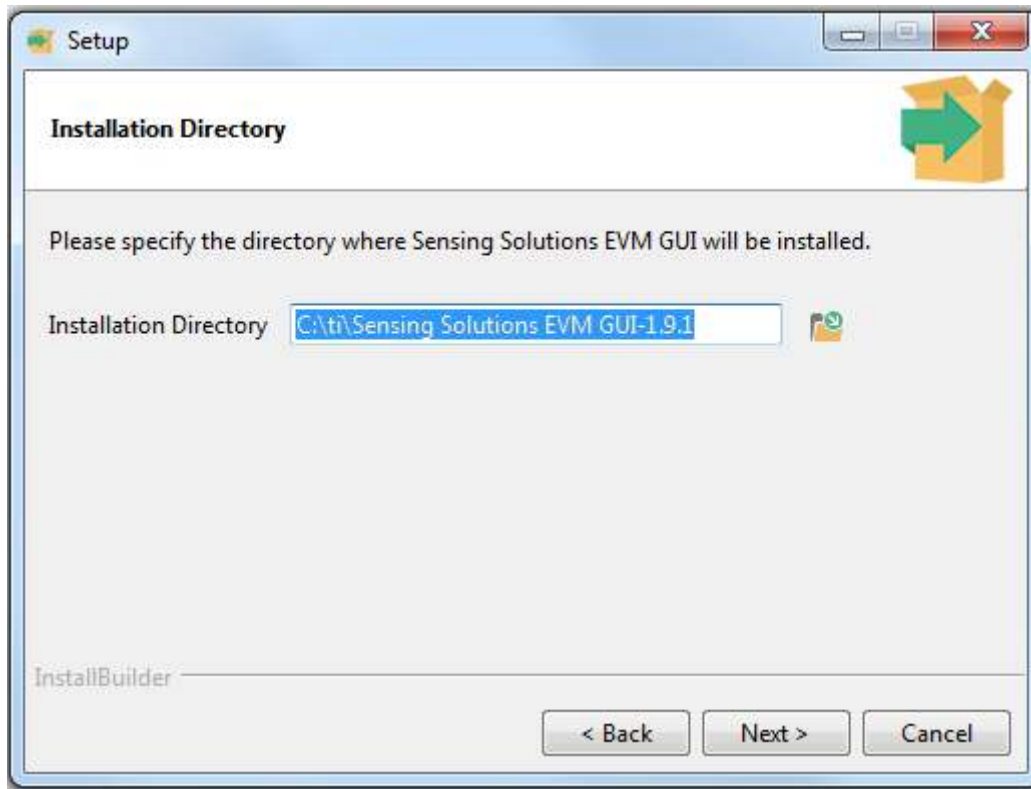 Setup
Installation Directory
Please specify the directory where Sensing Solutions EVM GUI will be installed.
Installation Directory C:\ti\Sensing Solutions EVM GUI-1.9.1
InstallBuilder
< Back Next > Cancel